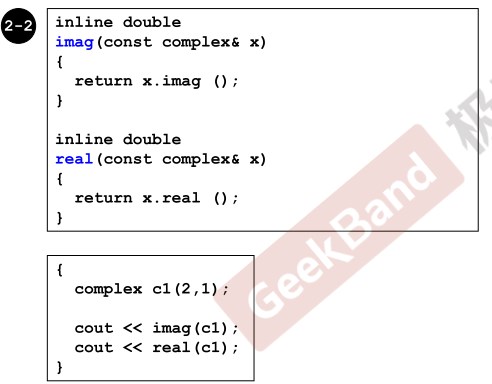 2-2
inline double
imag(const complex& x)
{
  return x.imag ();
}
inline double
real(const complex& x)
{
  return x.real ();
}
{
  complex c1(2,1);
  cout << imag(c1);
  cout << real(c1);
}
GeekBand